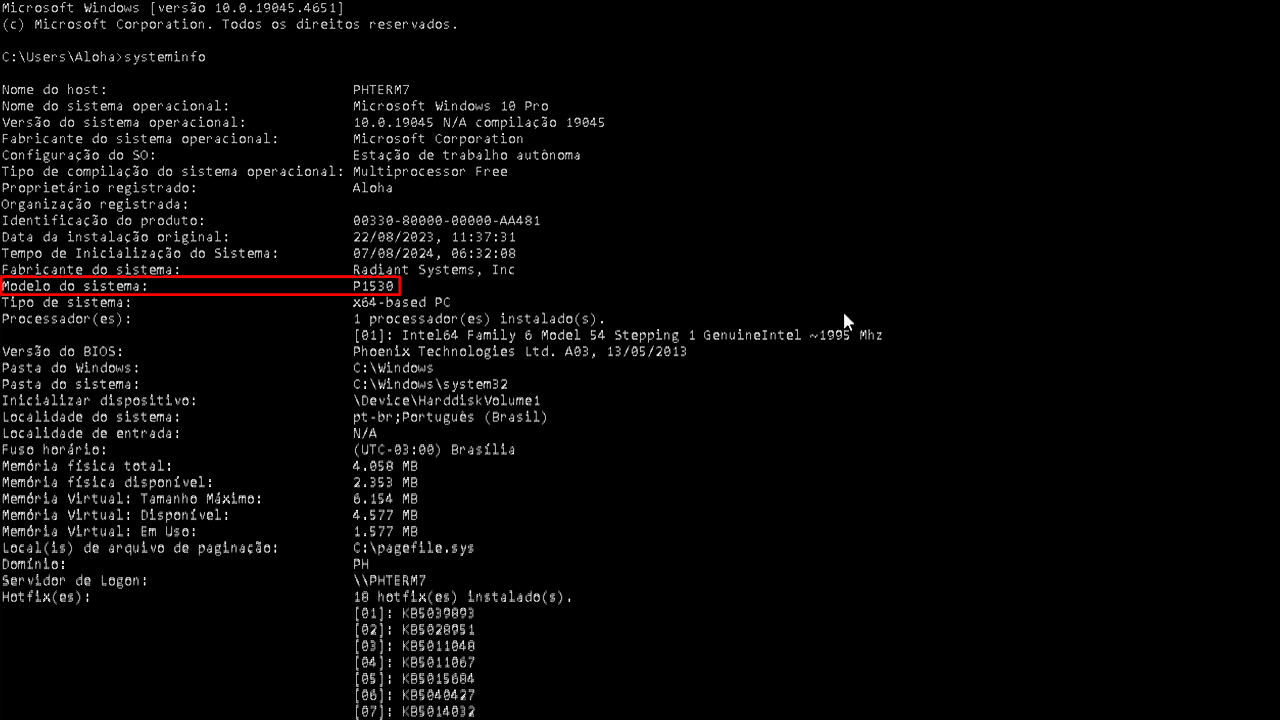 Microsoft Windows [versão 10.0.19045.4651]
(c) Microsoft Corporation. Todos os direitos reservados.
C:\Users\Aloha>systeminfo
Nome do host: PHTERM7
Nome do sistema operacional: Microsoft Windows 10 Pro
Versão do sistema operacional: 10.0.19045 N/A compilação 19045
Fabricante do sistema operacional: Microsoft Corporation
Configuração do SO: Estação de trabalho autônoma
Tipo de compilação do sistema operacional: Multiprocessor Free
Proprietário registrado: Aloha
Organização registrada:
Identificação do produto: 00330-80000-00000-AA481
Data da instalação original: 22/08/2023, 11:37:31
Tempo de Inicialização do Sistema: 07/08/2024, 06:32:08
Fabricante do sistema: Radiant Systems, Inc
Modelo do sistema: P1530
Tipo de sistema: x64-based PC
Processador(es): 1 processador(es) instalado(s).
[01]: Intel64 Family 6 Model 54 Stepping 1 GenuineIntel ~1995 Mhz
Versão do BIOS: Phoenix Technologies Ltd. A03, 13/05/2013
Pasta do Windows: C:\Windows
Pasta do sistema: C:\Windows\system32
Inicializar dispositivo: \Device\HarddiskVolume1
Localidade do sistema: pt-br;Português (Brasil)
Localidade de entrada: N/A
Fuso horário: (UTC-03:00) Brasília
Memória física total: 4.058 MB
Memória física disponível: 2.353 MB
Memória Virtual: Tamanho Máximo: 6.154 MB
Memória Virtual: Disponível: 4.577 MB
Memória Virtual: Em Uso: 1.577 MB
Local(is) de arquivo de paginação: C:\pagefile.sys
Domínio: PH
Servidor de Logon: \\PHTERM7
Hotfix(es): 18 hotfix(es) instalado(s).
[01]: KB5039893
[02]: KB5028951
[03]: KB5011048
[04]: KB5011067
[05]: KB5015684
[06]: KB5040427
[07]: KB5014032